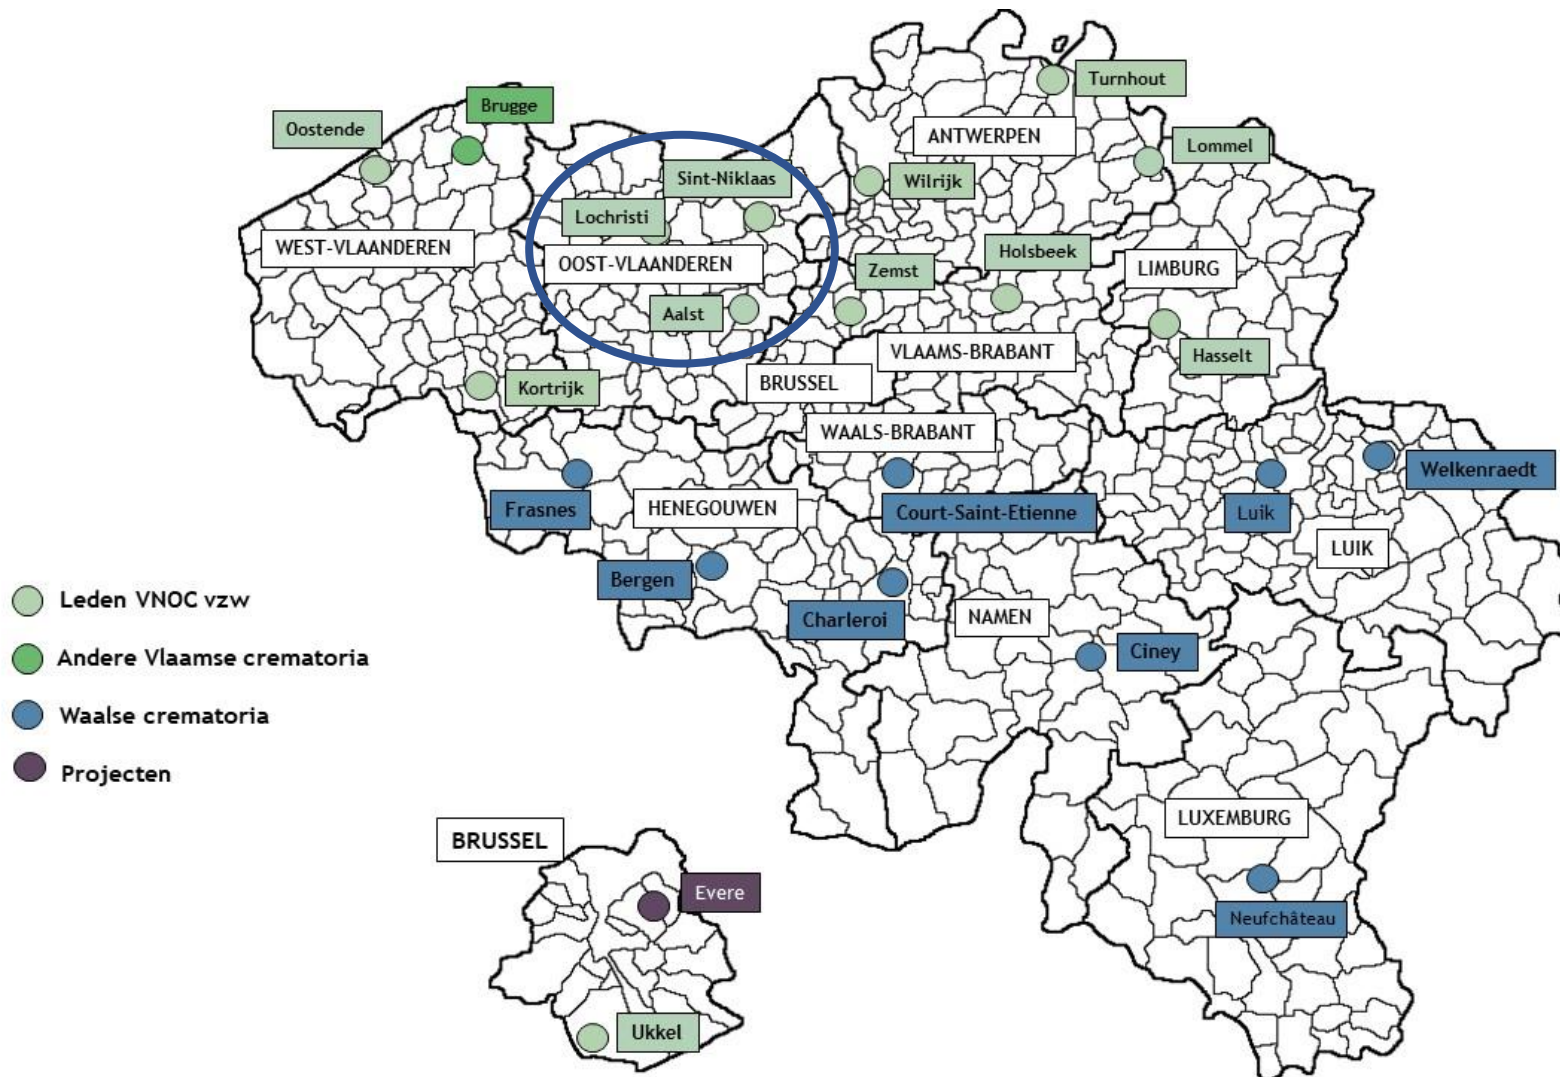 Turnhout
Brugge
Oostende
ANTWERPEN
Lommel
Sint-Niklaas
Wilrijk
Lochristi
WEST-VLAANDEREN
OOST-VLAANDEREN
Holsbeek
Zemst
LIMBURG
Aalst
VLAAMS-BRABANT
Hasselt
BRUSSEL
Kortrijk
WAALS-BRABANT
Welkenraedt
Frasnes
HENEGOUWEN
Court-Saint-Etienne
Luik
LUIK
Bergen
Charleroi
NAMEN
Ciney
Leden VNOC vzw
Andere Vlaamse crematoria
Waalse crematoria
Projecten
LUXEMBURG
BRUSSEL
Evere
Neufchâteau
Ukkel